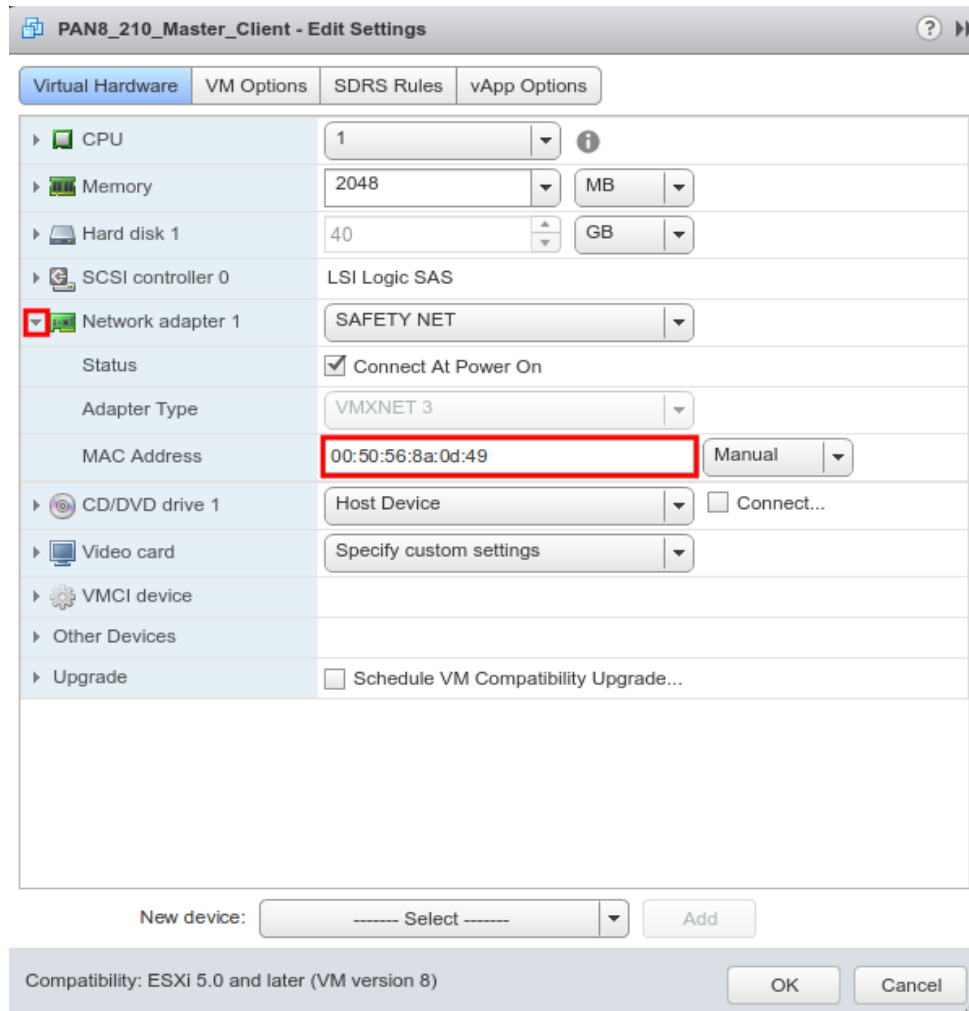 PAN8_210_Master_Client - Edit Settings ?
Virtual Hardware VM Options SDRS Rules vApp Options
CPU 1
Memory 2048 MB
Hard disk 1 40 GB
SCSI controller 0 LSI Logic SAS
Network adapter 1 SAFETY NET
Status Connect At Power On
Adapter Type VMXNET 3
MAC Address 00:50:56:8a:0d:49 Manual
CD/DVD drive 1 Host Device Connect...
Video card Specify custom settings
VMCI device
Other Devices
Upgrade Schedule VM Compatibility Upgrade...
New device: ------- Select ------- Add
Compatibility: ESXi 5.0 and later (VM version 8) OK Cancel